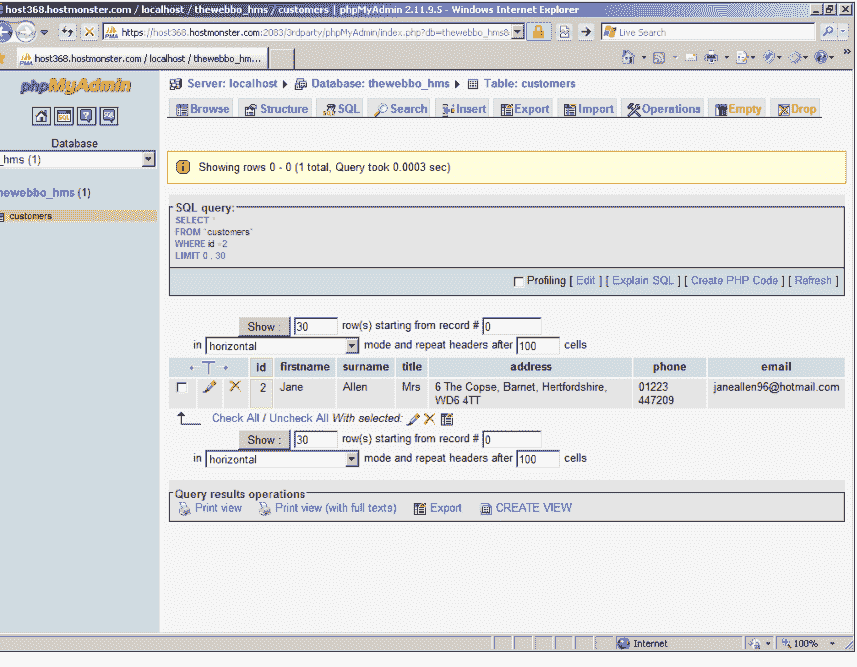 host368.hostmonster.com / localhost / thewebbo_hms / customers | phpMyAdmin 2.11.9.5 - Windows Internet Explorer
https://host368.hostmonster.com:2083/3rdparty/phpMyAdmin/index.php?db=thewebbo_hms&
Live Search
host368.hostmonster.com / localhost / thewebbo_hm...
phpMyAdmin
Server: localhost Database: thewebbo_hms Table: customers
Browse Structure SQL Search Insert Export Import Operations Empty Drop
Database
_hms (1)
hewebbo_hms (1)
customers
Showing rows 0 - 0 (1 total, Query took 0.0003 sec)
SQL query:
SELECT *
FROM `customers`
WHERE id =2
LIMIT 0 , 30
Profiling [ Edit ] [ Explain SQL ] [ Create PHP Code ] [ Refresh ]
Show : 30 row(s) starting from record # 0
in horizontal mode and repeat headers after 100 cells
← T → id firstname surname title address phone email
2 Jane Allen Mrs 6 The Copse, Barnet, Hertfordshire, WD6 4TT 01223 447209 janeallen96@hotmail.com
Check All / Uncheck All With selected:
Show : 30 row(s) starting from record # 0
in horizontal mode and repeat headers after 100 cells
Query results operations
Print view Print view (with full texts) Export CREATE VIEW
Internet 100%